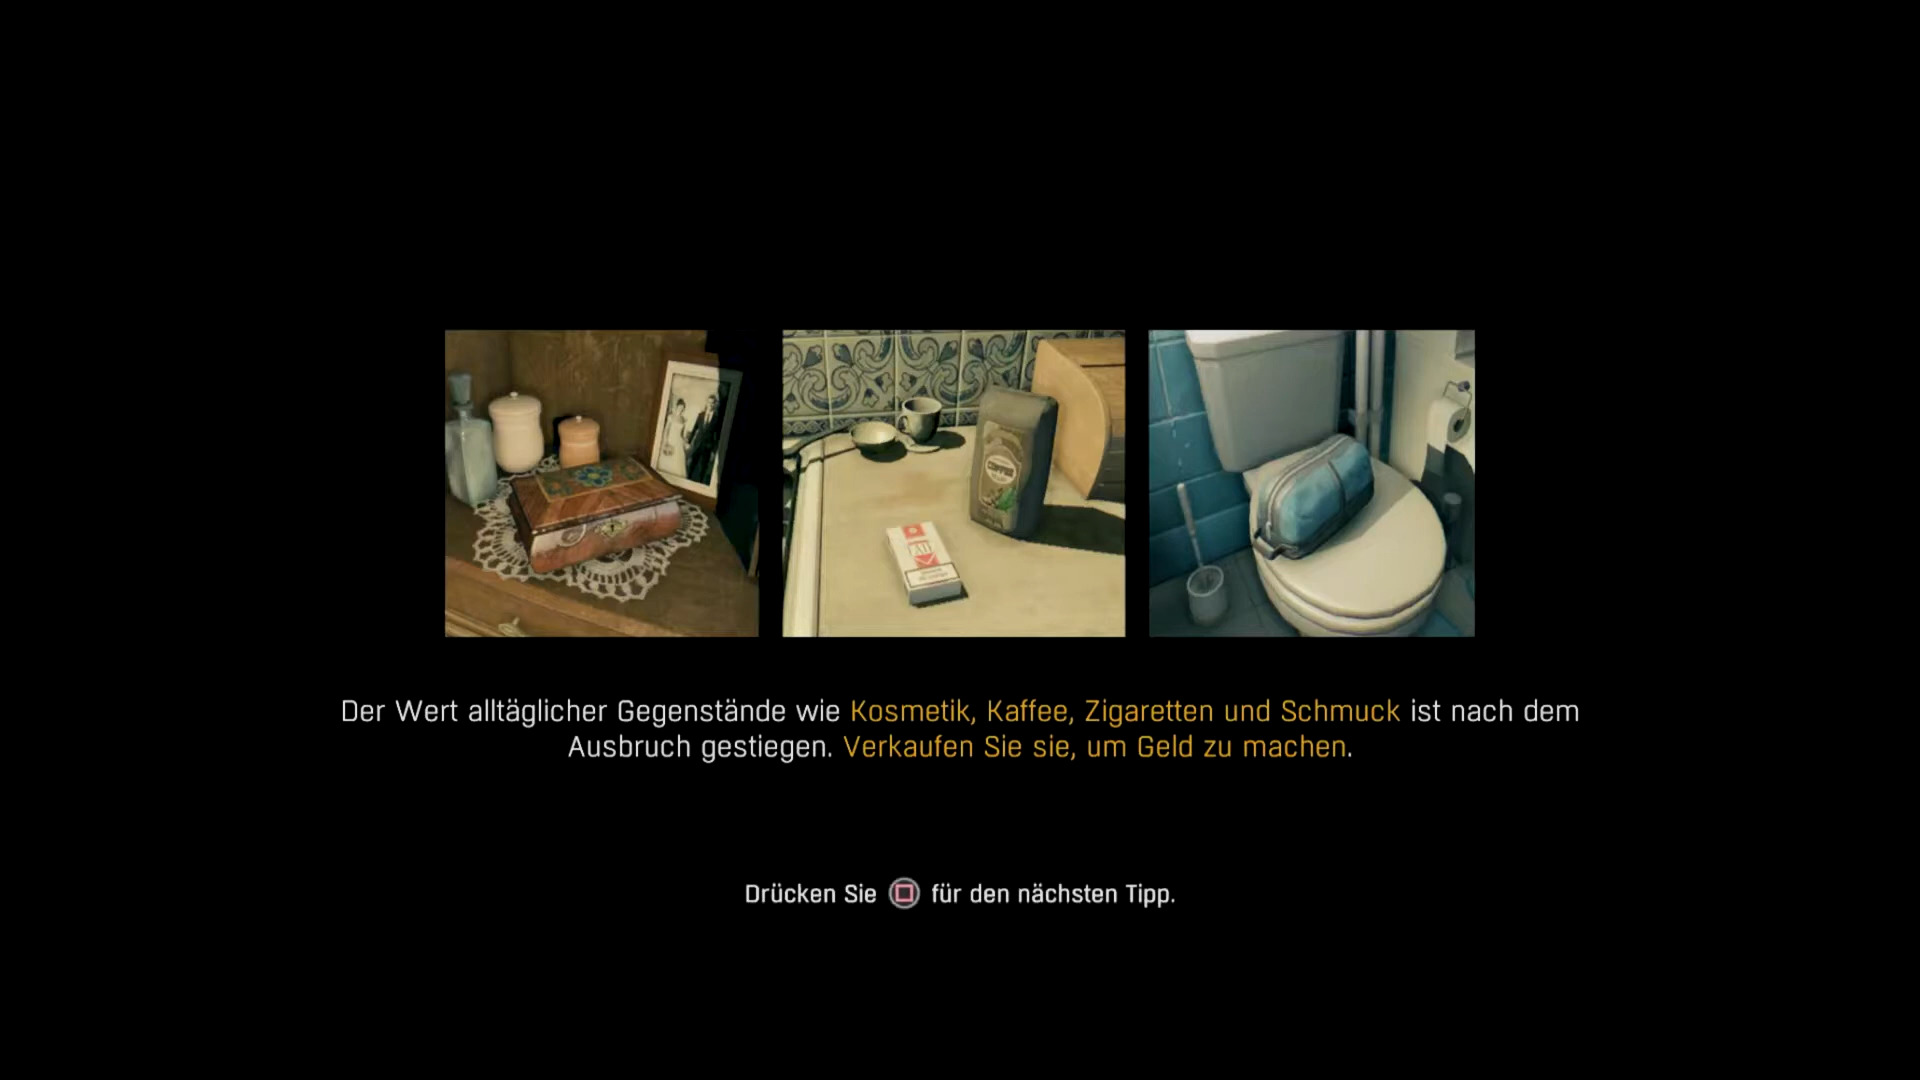 COFFEE
Der Wert alltäglicher Gegenstände wie Kosmetik, Kaffee, Zigaretten und Schmuck ist nach dem
Ausbruch gestiegen. Verkaufen Sie sie, um Geld zu machen.
Drücken Sie für den nächsten Tipp.